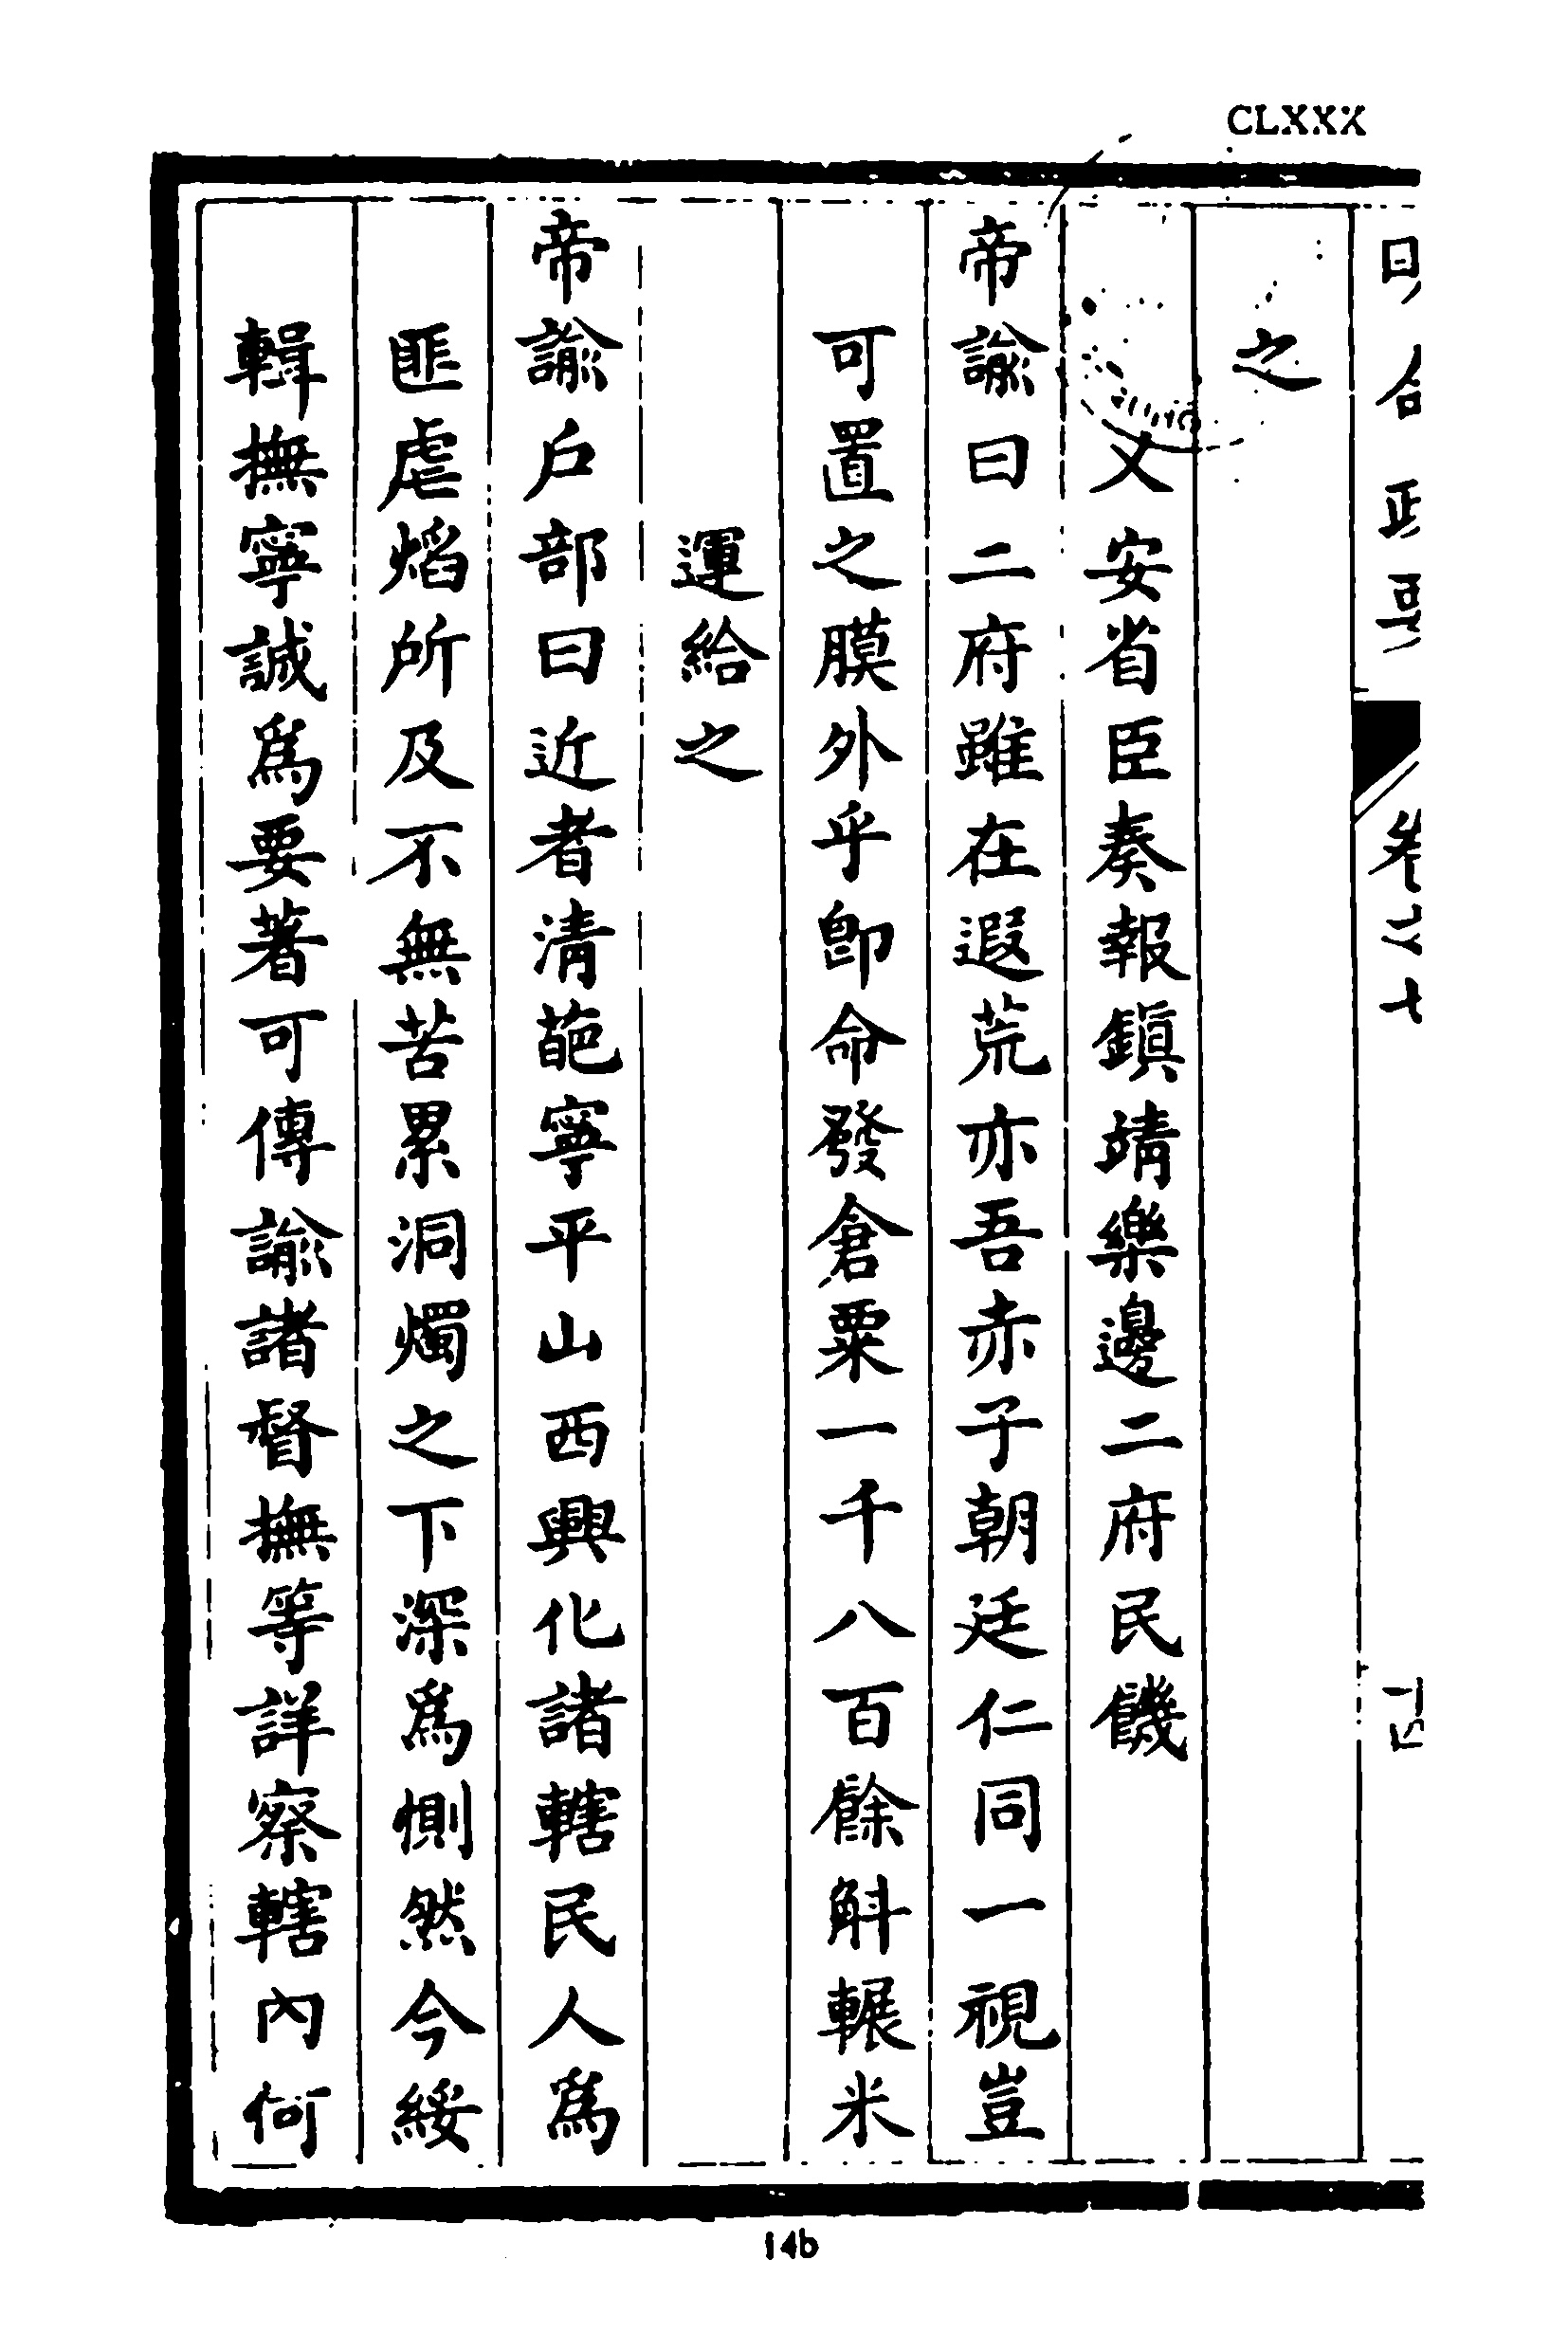 CLXXX
之
乂安省臣奏報鎮靖樂邊二府民饑
帝諭曰二府雖在遐荒亦吾赤子朝廷仁同一視豈
可置之膜外乎卽命發倉粟一千八百餘斛輾米
運給之
帝諭戶部曰近者清葩寧平山西興化諸轄民人爲
匪虐焰所及不無苦累洞燭之下深爲惻然今綏
輯撫寧誠爲要著可傳諭諸督撫等詳察轄內何
14b